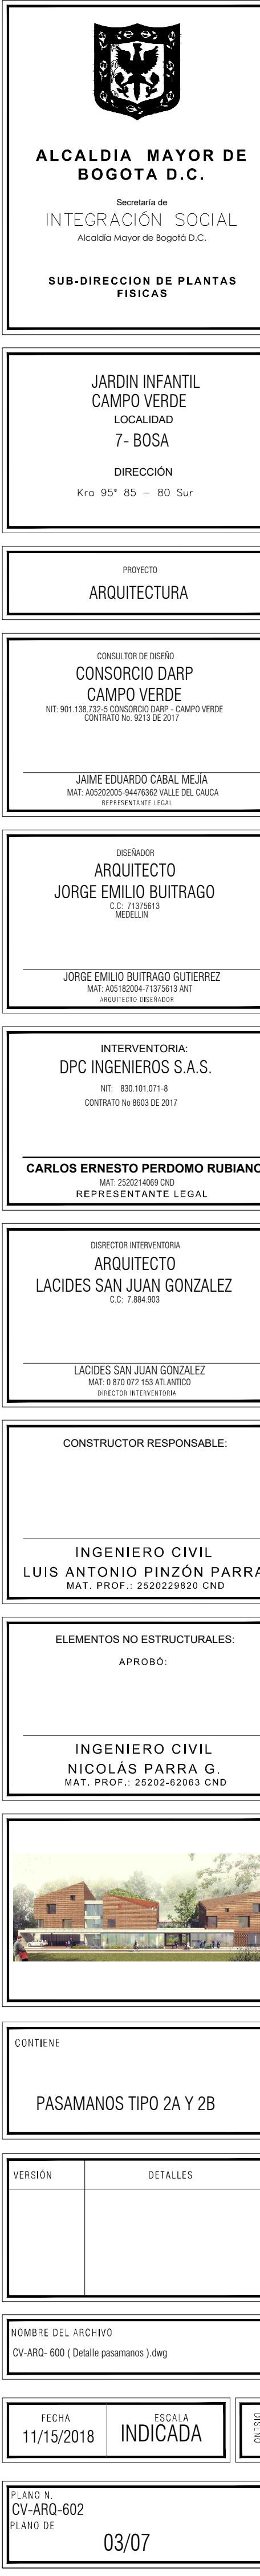 ALCALDIA MAYOR DE
BOGOTA D.C.
Secretaría de
INTEGRACIÓN SOCIAL
Alcaldía Mayor de Bogotá D.C.
SUB-DIRECCION DE PLANTAS
FISICAS
JARDIN INFANTIL
CAMPO VERDE
LOCALIDAD
7- BOSA
DIRECCIÓN
Kra 95ª 85 – 80 Sur
PROYECTO
ARQUITECTURA
CONSULTOR DE DISEÑO
CONSORCIO DARP
CAMPO VERDE
NIT: 901.138.732-5 CONSORCIO DARP - CAMPO VERDE
CONTRATO No. 9213 DE 2017
JAIME EDUARDO CABAL MEJÍA
MAT: A05202005-94476362 VALLE DEL CAUCA
REPRESENTANTE LEGAL
DISEÑADOR
ARQUITECTO
JORGE EMILIO BUITRAGO
C.C: 71375613
MEDELLIN
JORGE EMILIO BUITRAGO GUTIERREZ
MAT: A05182004-71375613 ANT
ARQUITECTO DISEÑADOR
INTERVENTORIA:
DPC INGENIEROS S.A.S.
NIT: 830.101.071-8
CONTRATO No 8603 DE 2017
CARLOS ERNESTO PERDOMO RUBIANO
MAT: 2520214069 CND
REPRESENTANTE LEGAL
DISRECTOR INTERVENTORIA
ARQUITECTO
LACIDES SAN JUAN GONZALEZ
C.C: 7.884.903
LACIDES SAN JUAN GONZALEZ
MAT: 0 870 072 153 ATLANTICO
DIRECTOR INTERVENTORIA
CONSTRUCTOR RESPONSABLE:
INGENIERO CIVIL
LUIS ANTONIO PINZÓN PARRA
MAT. PROF.: 2520229820 CND
ELEMENTOS NO ESTRUCTURALES:
APROBÓ:
INGENIERO CIVIL
NICOLÁS PARRA G.
MAT. PROF.: 25202-62063 CND
CONTIENE
PASAMANOS TIPO 2A Y 2B
VERSIÓN DETALLES
NOMBRE DEL ARCHIVO
CV-ARQ- 600 ( Detalle pasamanos ).dwg
FECHA ESCALA
11/15/2018 INDICADA
DISEÑO
PLANO N.
CV-ARQ-602
PLANO DE
03/07